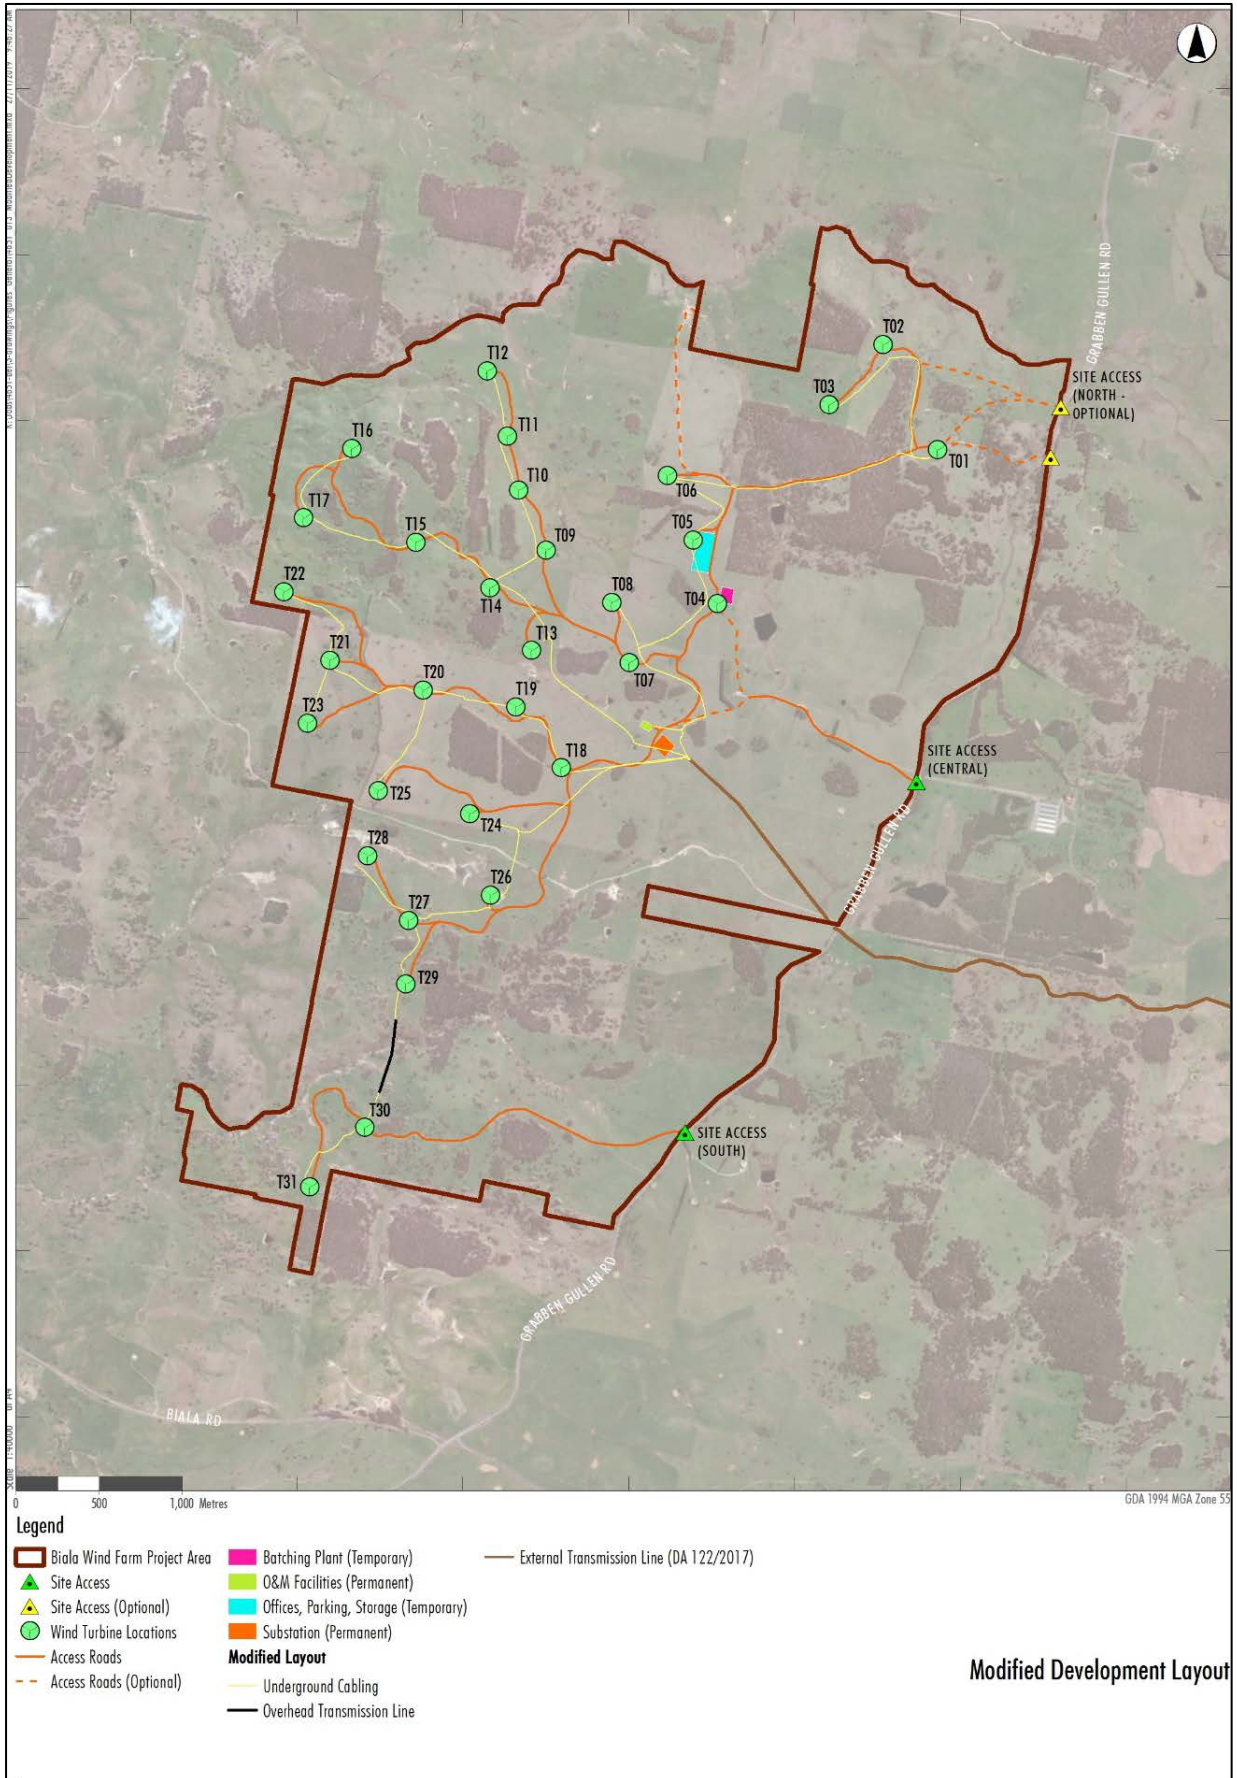 GRABBEN GULLEN RD
T02
T12
SITE ACCESS
(NORTH -
OPTIONAL)
T03
T11
T16
T01
T10
T06
T17
T05
T15
T09
T22
T08
T04
T14
T13
T21
T20
T07
T19
T23
SITE ACCESS
(CENTRAL)
T18
T25
T24
GRABBEN GULLEN RD
T28
T26
T27
T29
T30
SITE ACCESS
(SOUTH)
T31
GRABBEN GULLEN RD
BIALA RD
0 500 1,000 Metres
GDA 1994 MGA Zone 55
Legend
Biala Wind Farm Project Area
Site Access
Site Access (Optional)
Wind Turbine Locations
Access Roads
Access Roads (Optional)
Batching Plant (Temporary)
O&M Facilities (Permanent)
Offices, Parking, Storage (Temporary)
Substation (Permanent)
Modified Layout
Underground Cabling
Overhead Transmission Line
External Transmission Line (DA 122/2017)
Modified Development Layout